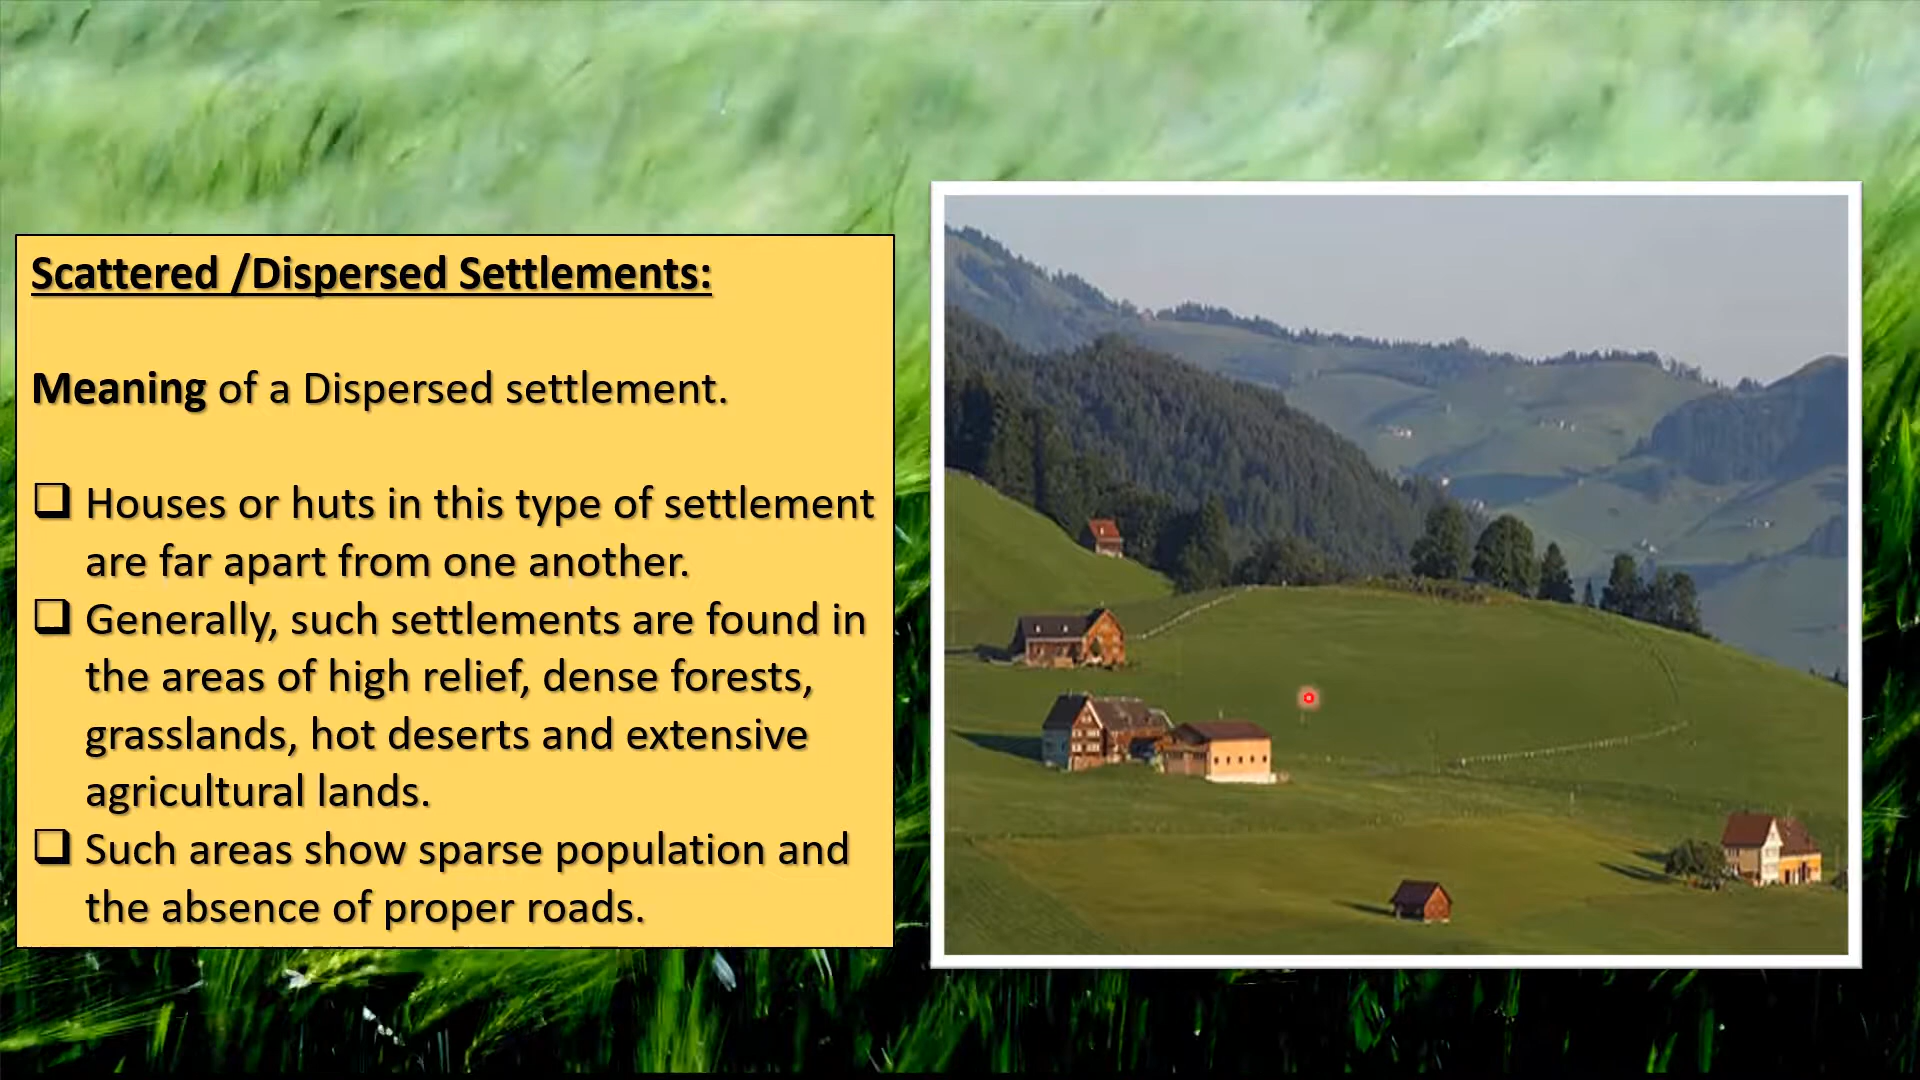 Scattered /Dispersed Settlements:
Meaning of a Dispersed settlement.
❑ Houses or huts in this type of settlement
are far apart from one another.
❑ Generally, such settlements are found in
the areas of high relief, dense forests,
grasslands, hot deserts and extensive
agricultural lands.
❑ Such areas show sparse population and
the absence of proper roads.